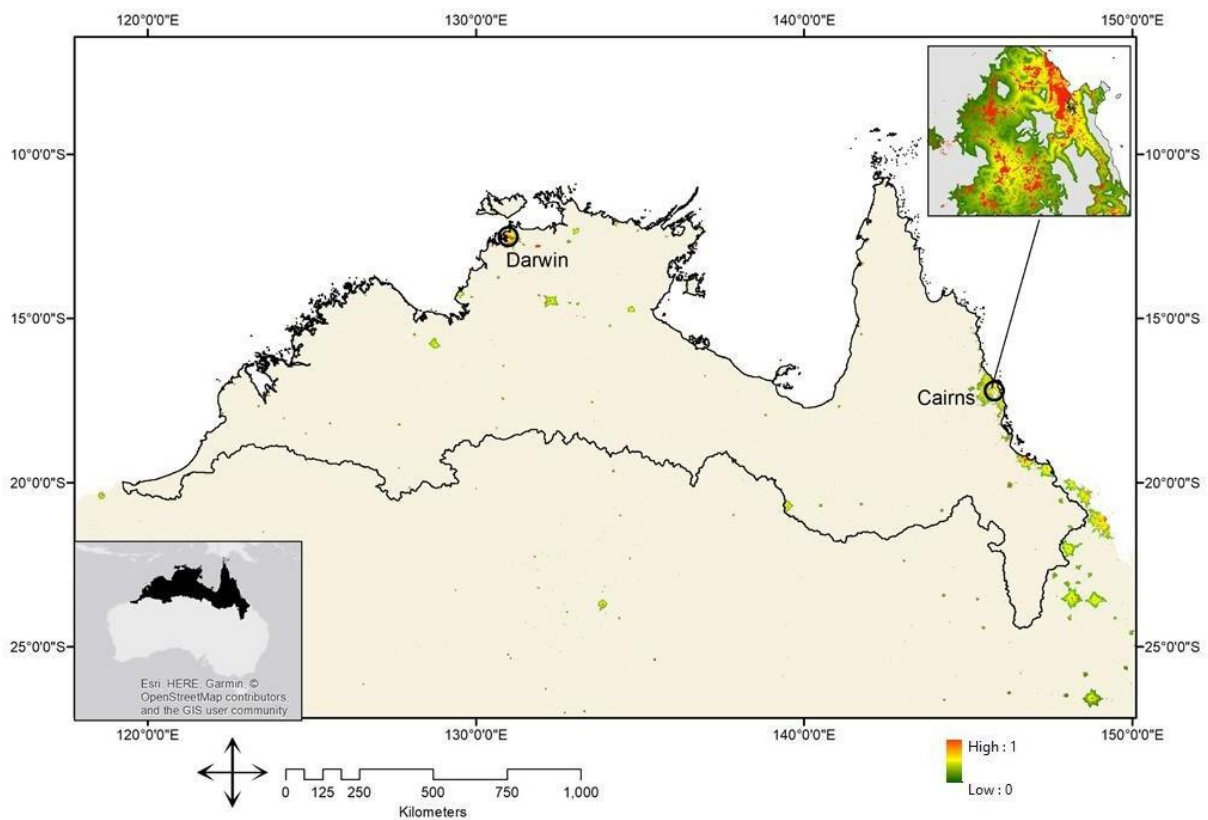 120°0'0"E 130°0'0"E 140°0'0"E 150°0'0"E
10°0'0"S 10°0'0"S
Darwin
15°0'0"S 15°0'0"S
Cairns
20°0'0"S 20°0'0"S
25°0'0"S 25°0'0"S
Esri, HERE, Garmin, ©
OpenStreetMap contributors,
and the GIS user community
120°0'0"E 130°0'0"E 140°0'0"E 150°0'0"E
High : 1
Low : 0
0 125 250 500 750 1,000
Kilometers